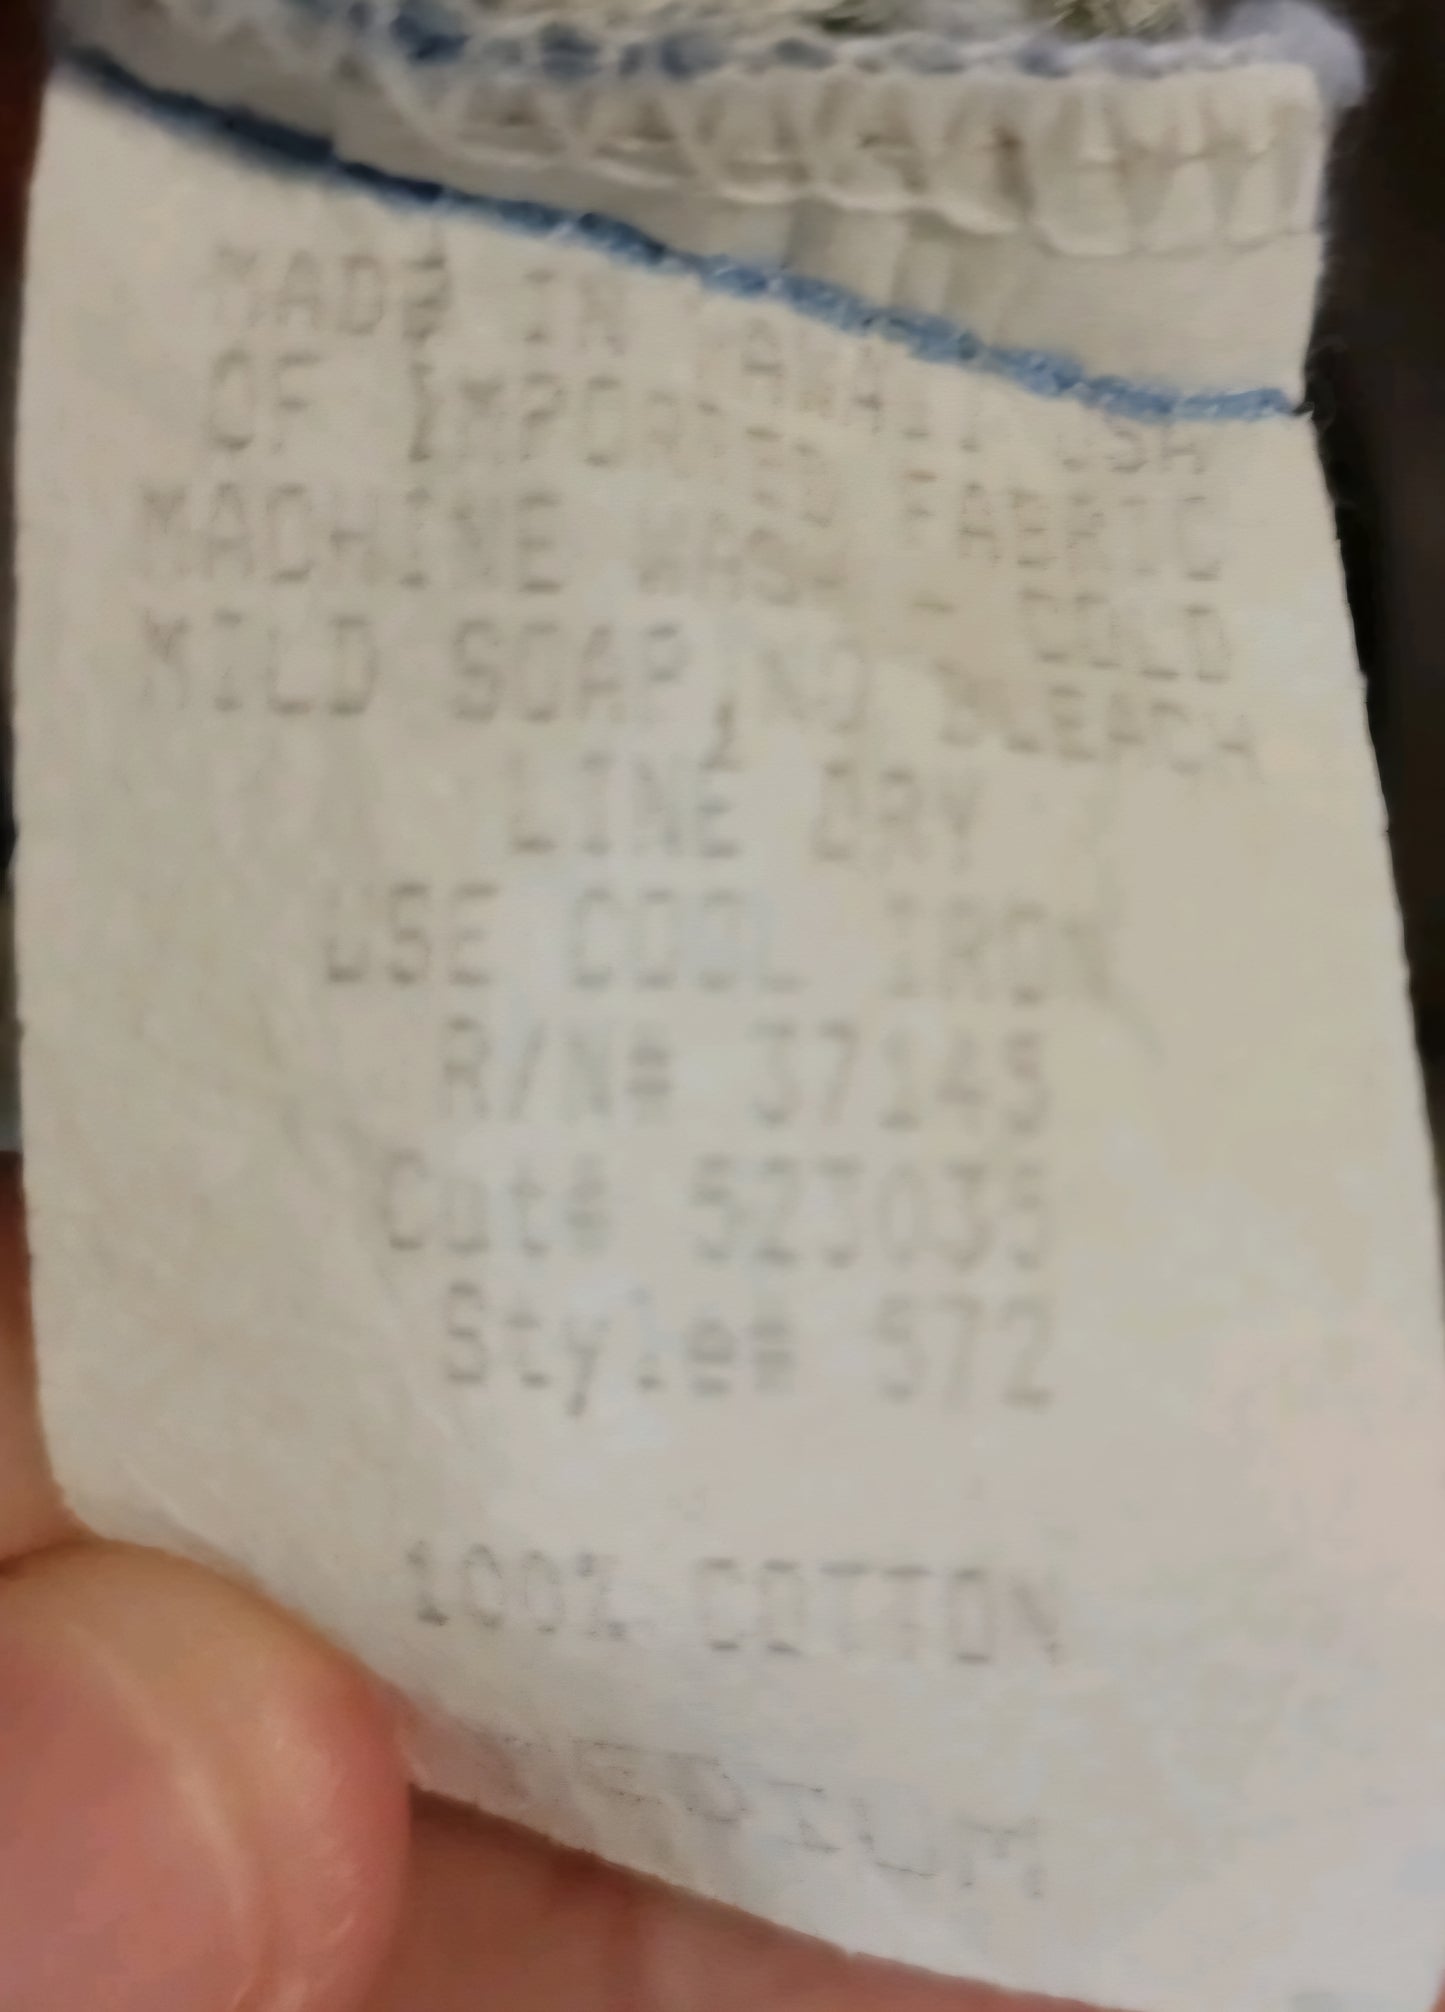 MADE IN HAWAII USA
OF IMPORTED FABRIC
MACHINE WASH - COLD
MILD SOAP, NO BLEACH
LINE DRY
USE COOL IRON
R/N# 37145
Cut# 523035
Style# 572
100% COTTON
MEDIUM